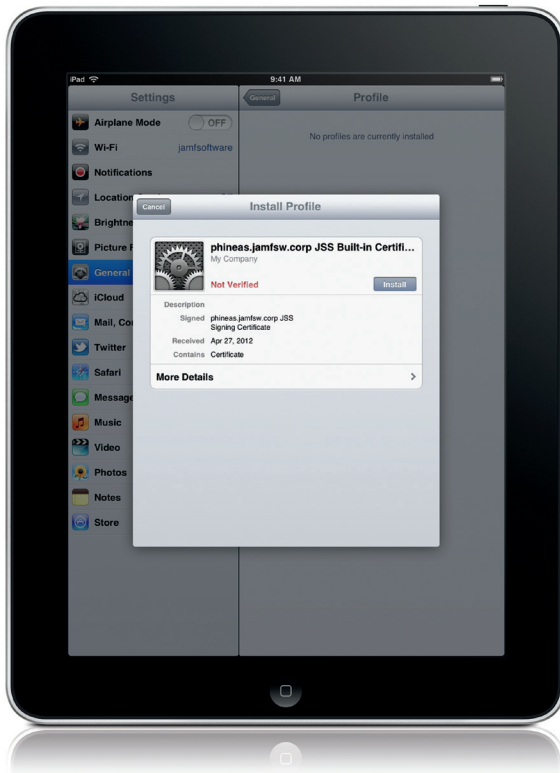 iPad
9:41 AM
Settings
General
Profile
Airplane Mode
OFF
No profiles are currently installed
Wi-Fi
jamfsoftware
Notifications
Location
Cancel
Install Profile
Brightne
Picture F
phineas.jamfsw.corp JSS Built-in Certifi...
My Company
Not Verified
Install
General
Description
iCloud
Signed
phineas.jamfsw.corp JSS
Signing Certificate
Mail, Co
Received
Apr 27, 2012
Twitter
Contains
Certificate
Safari
More Details
Message
Music
Video
Photos
Notes
Store